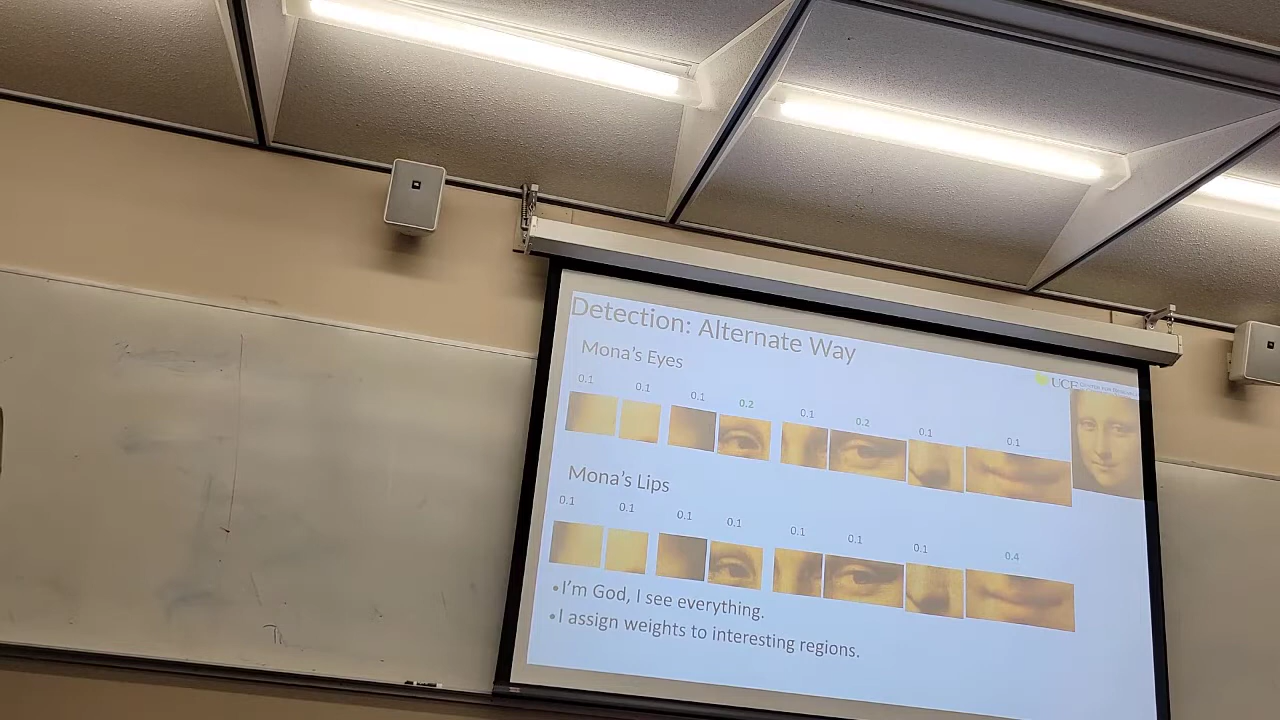 Detection: Alternate Way
Mona's Eyes
UCF
0.1 0.1 0.1 0.2 0.1 0.2 0.1 0.1
Mona's Lips
0.1 0.1 0.1 0.1 0.1 0.1 0.1 0.4
•I'm God, I see everything.
•I assign weights to interesting regions.